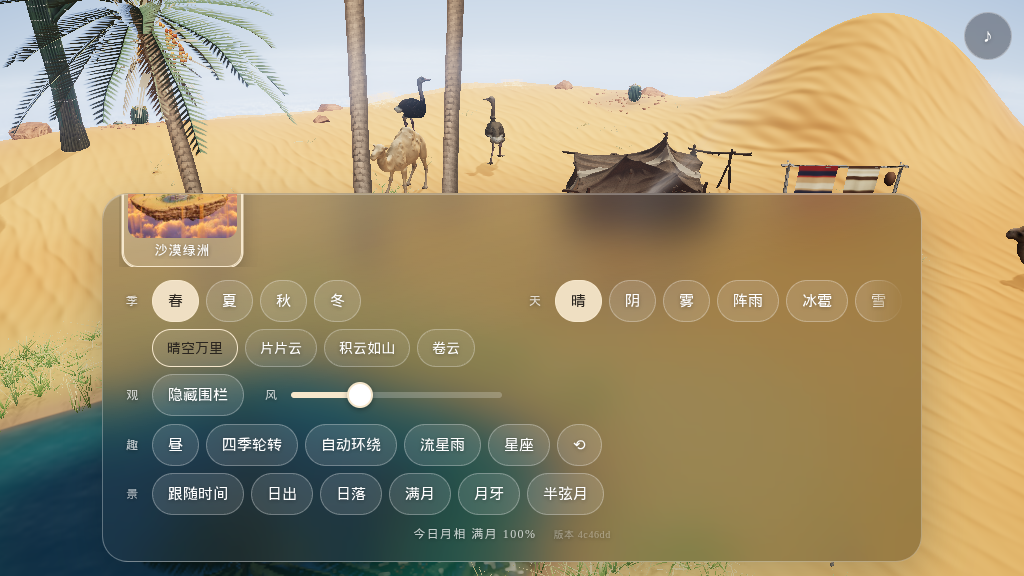 ♪
沙漠绿洲
季 春 夏 秋 冬 天 晴 阴 雾 阵雨 冰雹 雪
晴空万里 片片云 积云如山 卷云
观 隐藏围栏 风
趣 昼 四季轮转 自动环绕 流星雨 星座 ⟲
景 跟随时间 日出 日落 满月 月牙 半弦月
今日月相 满月 100% 版本 4c46dd